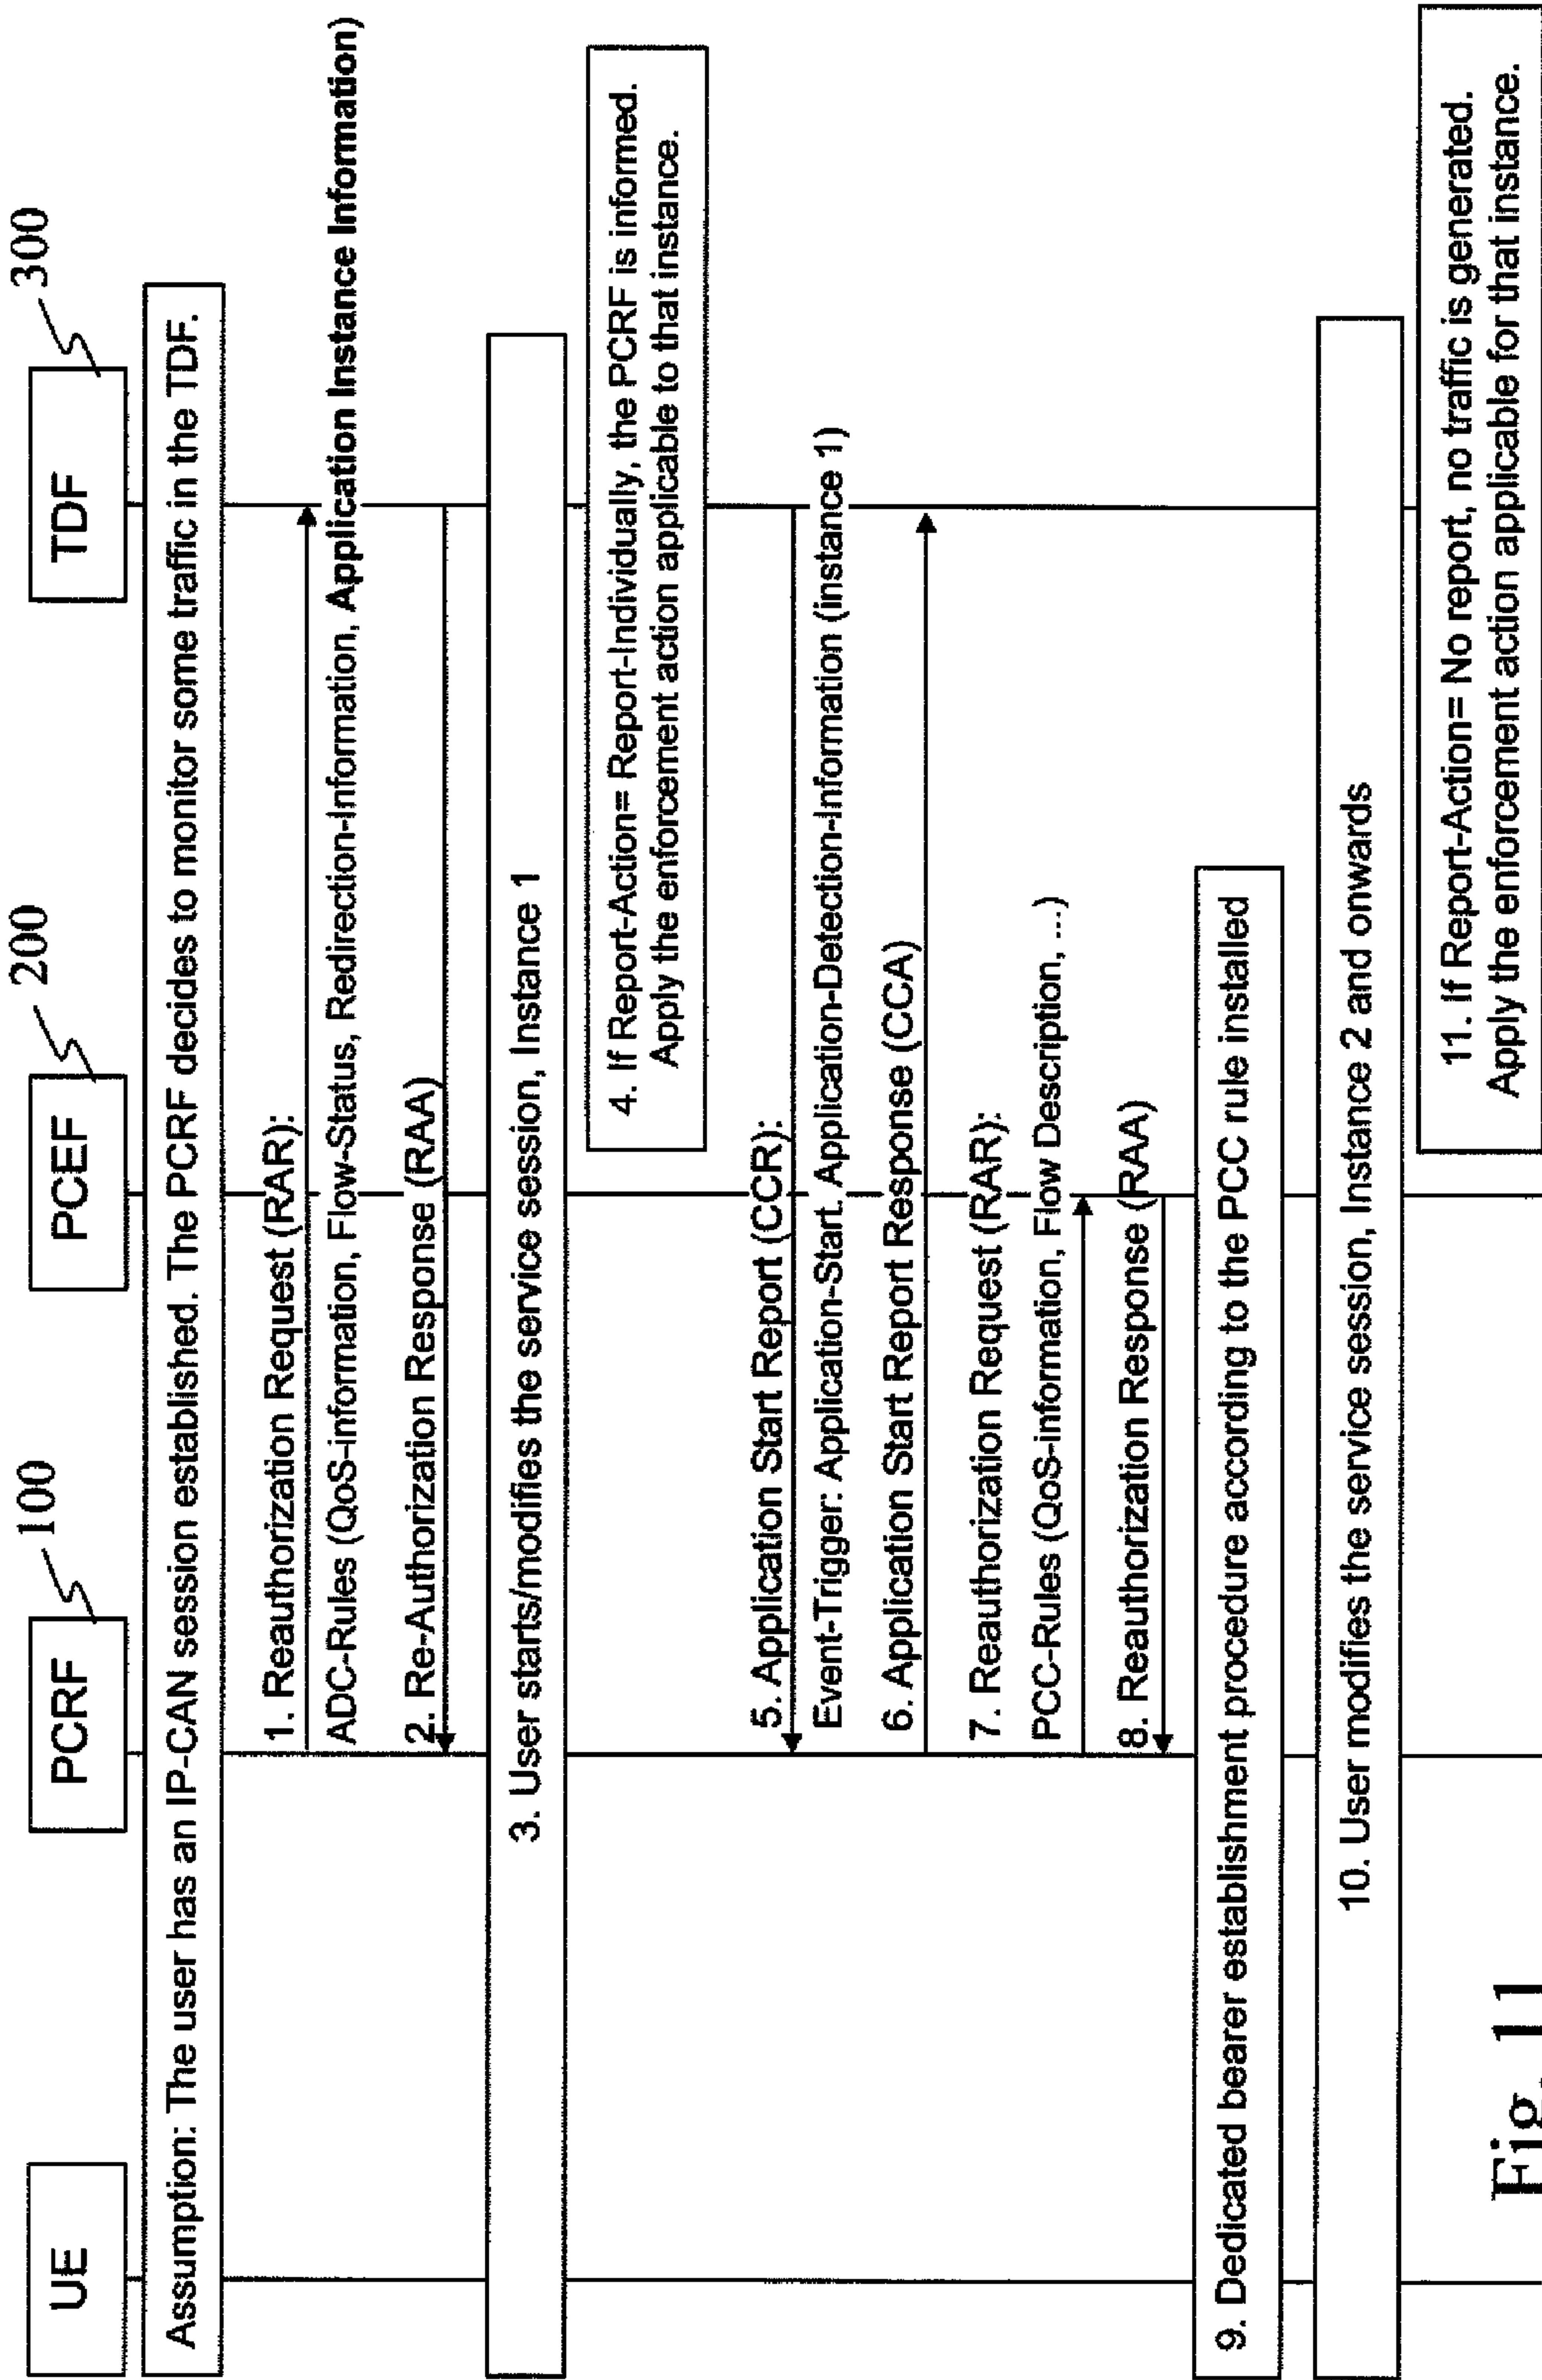 UE
PCRF
100
PCEF
200
TDF
300
Assumption: The user has an IP-CAN session established. The PCRF decides to monitor some traffic in the TDF.
1. Reauthorization Request (RAR):
ADC-Rules (QoS-information, Flow-Status, Redirection-Information, Application Instance Information)
2. Re-Authorization Response (RAA)
3. User starts/modifies the service session, Instance 1
4. If Report-Action= Report-Individually, the PCRF is informed.
Apply the enforcement action applicable to that instance.
5. Application Start Report (CCR):
Event-Trigger: Application-Start. Application-Detection-Information (instance 1)
6. Application Start Report Response (CCA)
7. Reauthorization Request (RAR):
PCC-Rules (QoS-information, Flow Description, ...)
8. Reauthorization Response (RAA)
9. Dedicated bearer establishment procedure according to the PCC rule installed
10. User modifies the service session, Instance 2 and onwards
11. If Report-Action= No report, no traffic is generated.
Apply the enforcement action applicable for that instance.
Fig. 11